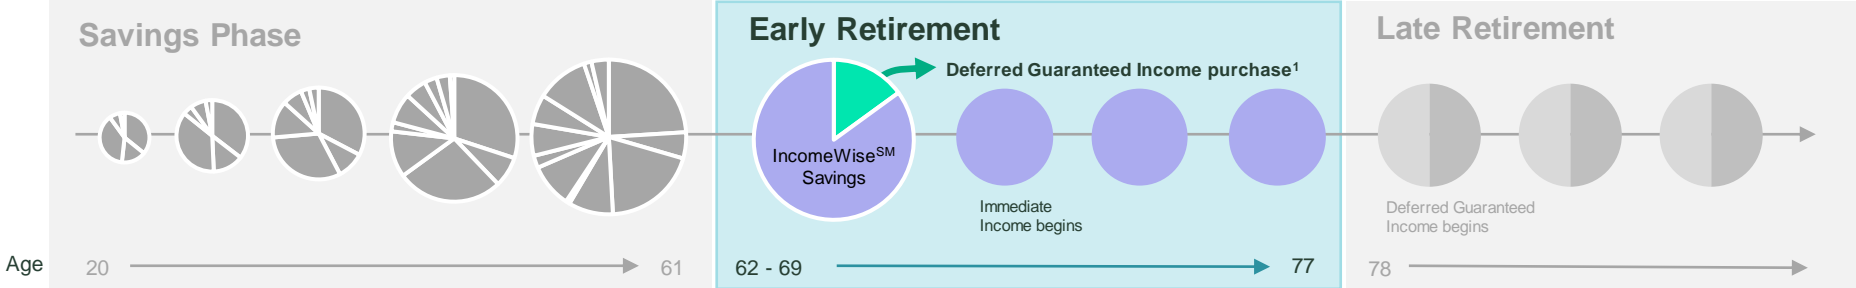 Savings Phase
Early Retirement
Late Retirement
Deferred Guaranteed Income purchase¹
IncomeWiseSM
Savings
Immediate
Income begins
Deferred Guaranteed
Income begins
Age
20
61
62 - 69
77
78